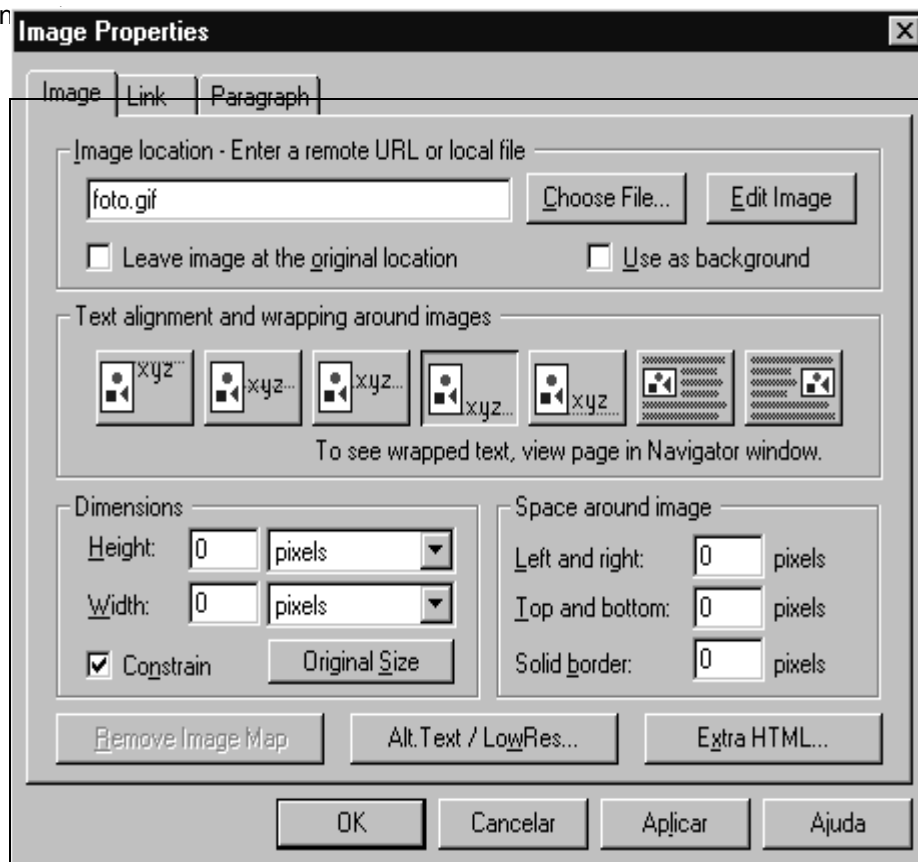 Image Properties
Image Link Paragraph
Image location - Enter a remote URL or local file
foto.gif Choose File... Edit Image
Leave image at the original location Use as background
Text alignment and wrapping around images
xyz xyz xyz... xyz... xyz...
To see wrapped text, view page in Navigator window.
Dimensions Space around image
Height: 0 pixels Left and right: 0 pixels
Width: 0 pixels Top and bottom: 0 pixels
Constrain Original Size Solid border: 0 pixels
Remove Image Map Alt.Text / LowRes... Extra HTML...
OK Cancelar Aplicar Ajuda